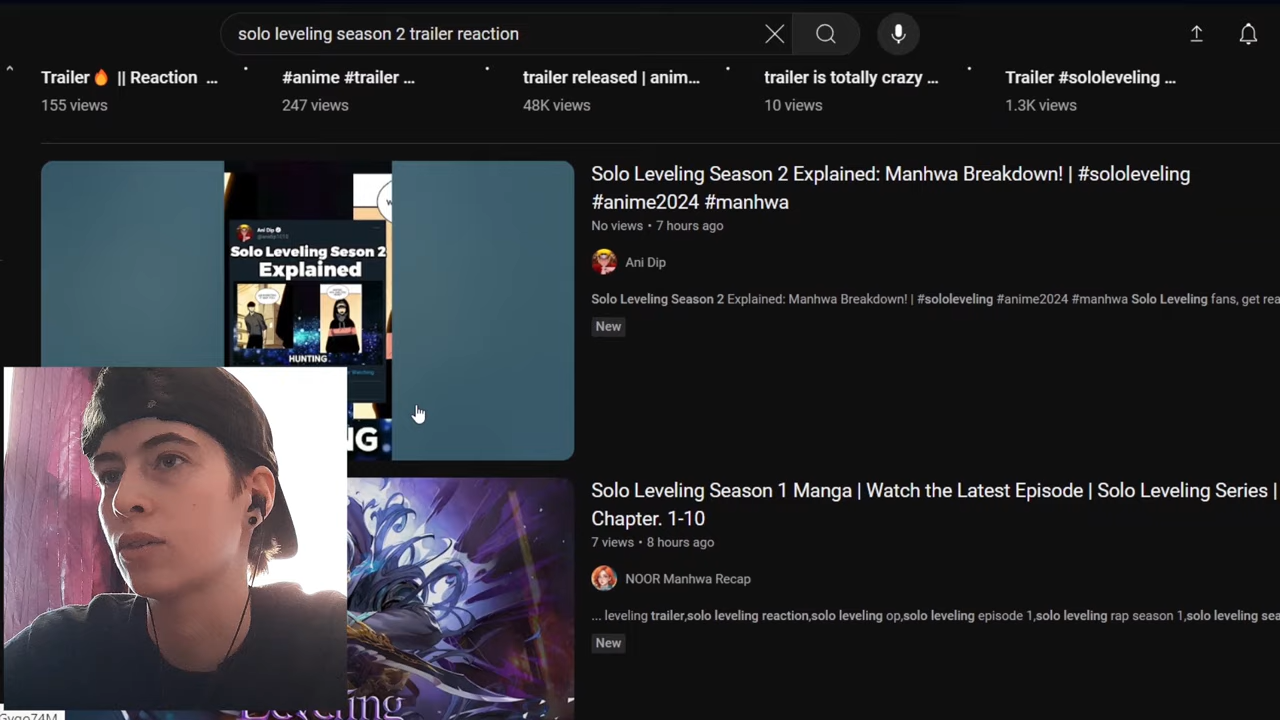 solo leveling season 2 trailer reaction
Trailer🔥 || Reaction ...
#anime #trailer ...
trailer released | anim...
trailer is totally crazy ...
Trailer #sololeveling ...
155 views
247 views
48K views
10 views
1.3K views
Solo Leveling Season 2 Explained: Manhwa Breakdown! | #sololeveling
#anime2024 #manhwa
No views • 7 hours ago
Ani Dip
Solo Leveling Season 2 Explained: Manhwa Breakdown! | #sololeveling #anime2024 #manhwa Solo Leveling fans, get rea
New
Ani Dip
Solo Leveling Seson 2
Explained
HUNTING
NG
Solo Leveling Season 1 Manga | Watch the Latest Episode | Solo Leveling Series |
Chapter. 1-10
7 views • 8 hours ago
NOOR Manhwa Recap
... leveling trailer,solo leveling reaction,solo leveling op,solo leveling episode 1,solo leveling rap season 1,solo leveling sea
New
Leveling